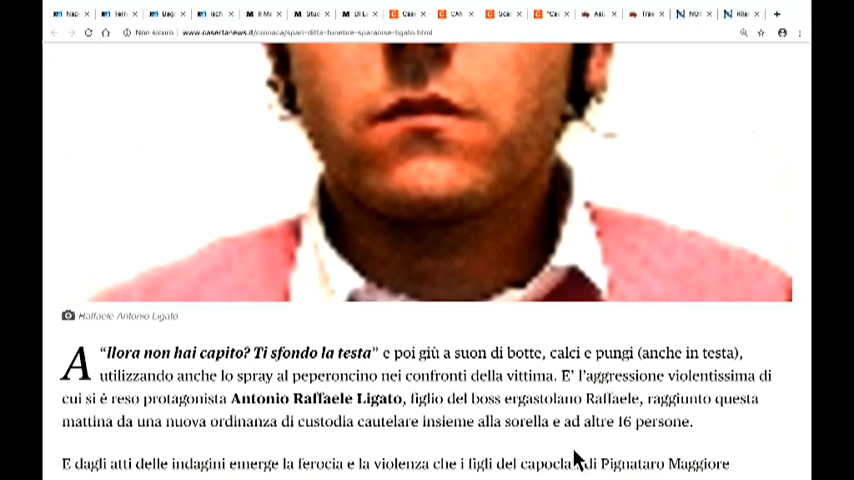 Non sicuro | www.casertanews.it/cronaca/spari-ditta-funebre-sparanise-ligato.html
Raffaele Antonio Ligato
A “llora non hai capito? Ti sfondo la testa” e poi giù a suon di botte, calci e pungi (anche in testa),
utilizzando anche lo spray al peperoncino nei confronti della vittima. E' l'aggressione violentissima di
cui si è reso protagonista Antonio Raffaele Ligato, figlio del boss ergastolano Raffaele, raggiunto questa
mattina da una nuova ordinanza di custodia cautelare insieme alla sorella e ad altre 16 persone.
E dagli atti delle indagini emerge la ferocia e la violenza che i figli del capocla di Pignataro Maggiore